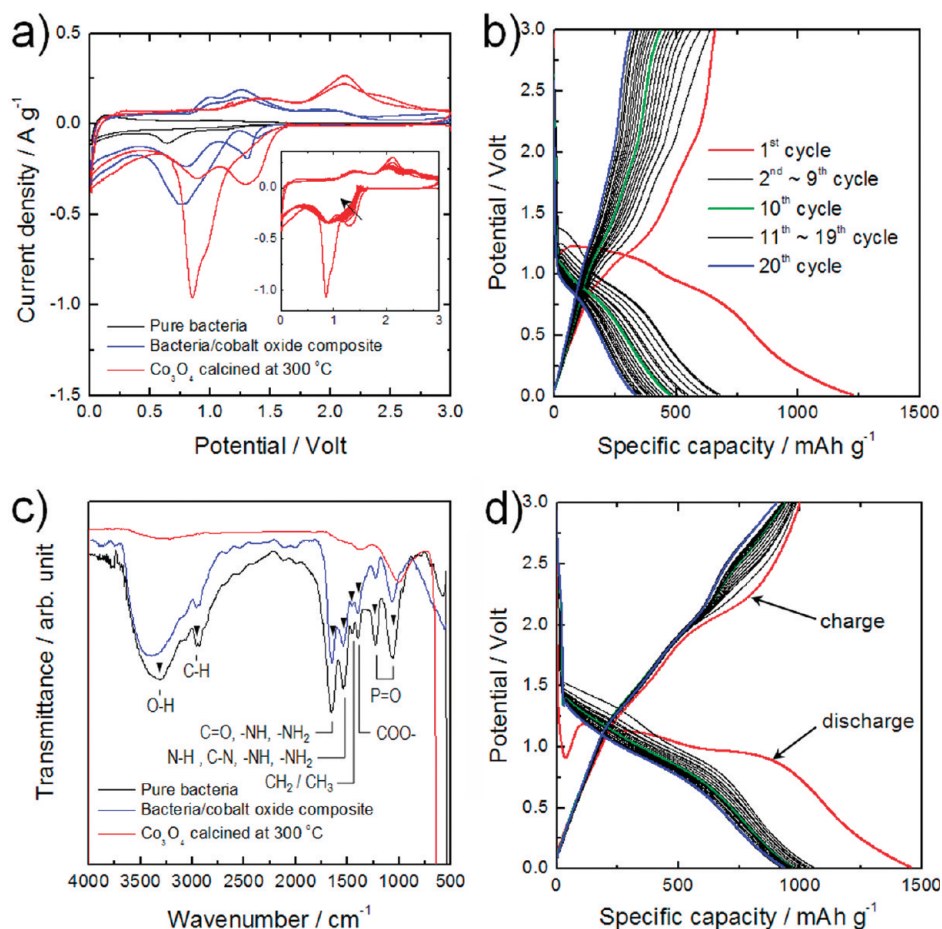 a)
0.5
0.0
-0.5
-1.0
-1.5
Current density / A g⁻¹
0.0 0.5 1.0 1.5 2.0 2.5 3.0
Potential / Volt
0.0
-0.5
-1.0
0 1 2 3
Pure bacteria
Bacteria/cobalt oxide composite
Co₃O₄ calcined at 300 °C
b)
3.0
2.5
2.0
1.5
1.0
0.5
0.0
Potential / Volt
1ˢᵗ cycle
2ⁿᵈ ~ 9ᵗʰ cycle
10ᵗʰ cycle
11ᵗʰ ~ 19ᵗʰ cycle
20ᵗʰ cycle
0 500 1000 1500
Specific capacity / mAh g⁻¹
c)
Transmittance / arb. unit
O-H
C-H
P=O
C=O, -NH, -NH₂
COO-
N-H , C-N, -NH, -NH₂
CH₂ / CH₃
Pure bacteria
Bacteria/cobalt oxide composite
Co₃O₄ calcined at 300 °C
4000 3500 3000 2500 2000 1500 1000 500
Wavenumber / cm⁻¹
d)
3.0
2.5
2.0
1.5
1.0
0.5
0.0
Potential / Volt
charge
discharge
0 500 1000 1500
Specific capacity / mAh g⁻¹